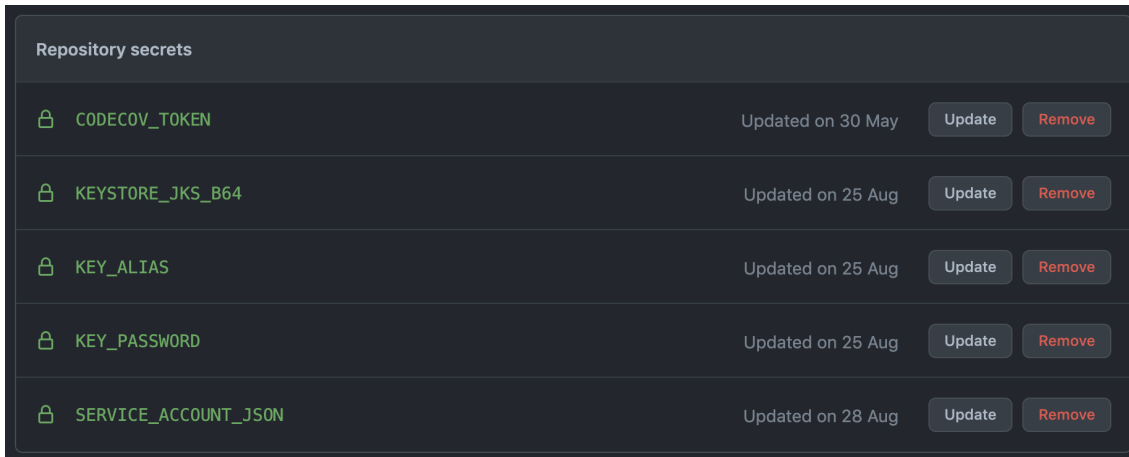 Repository secrets
CODECOV_TOKEN Updated on 30 May Update Remove
KEYSTORE_JKS_B64 Updated on 25 Aug Update Remove
KEY_ALIAS Updated on 25 Aug Update Remove
KEY_PASSWORD Updated on 25 Aug Update Remove
SERVICE_ACCOUNT_JSON Updated on 28 Aug Update Remove